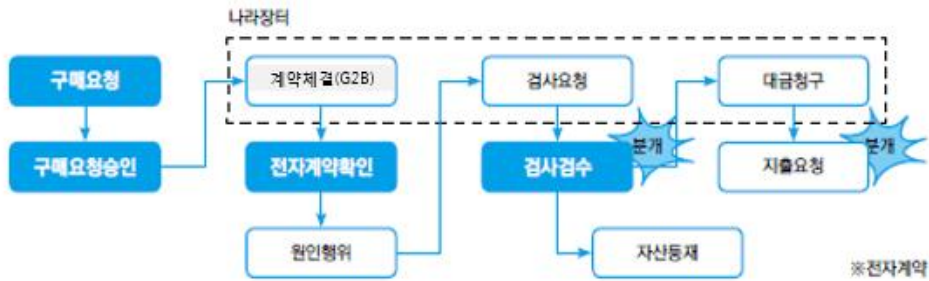 나라장터
구매요청
계약체결(G2B)
검사요청
대금청구
구매요청승인
전자계약확인
검사검수
분개
지출요청
분개
원인행위
자산등재
※전자계약